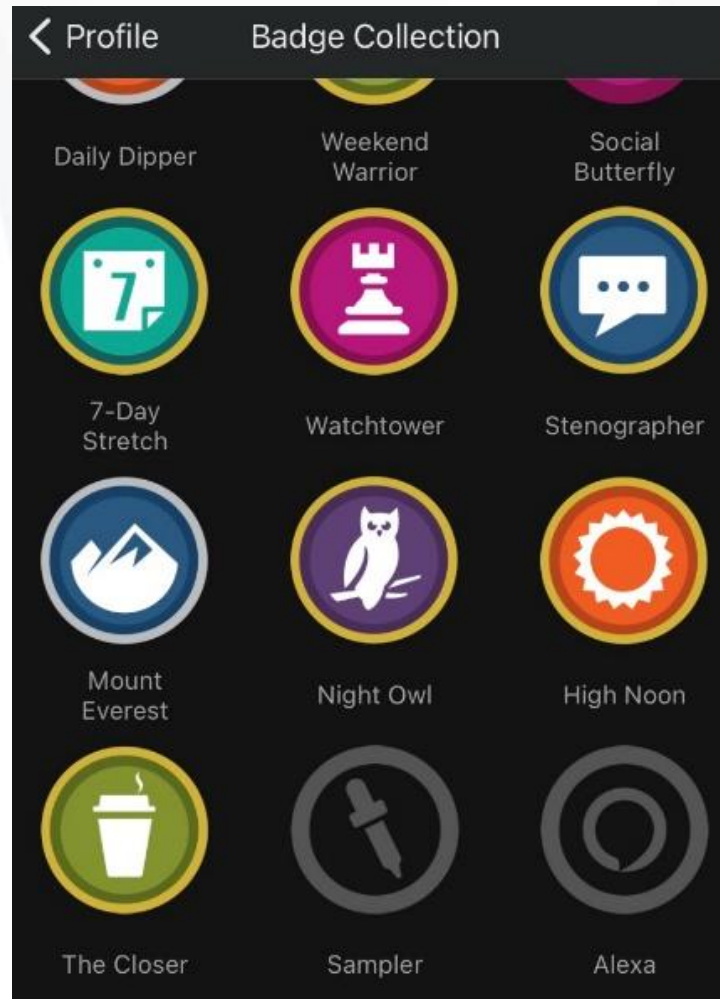 Profile
Badge Collection
Daily Dipper
Weekend
Warrior
Social
Butterfly
7
7-Day
Stretch
Watchtower
Stenographer
Mount
Everest
Night Owl
High Noon
The Closer
Sampler
Alexa